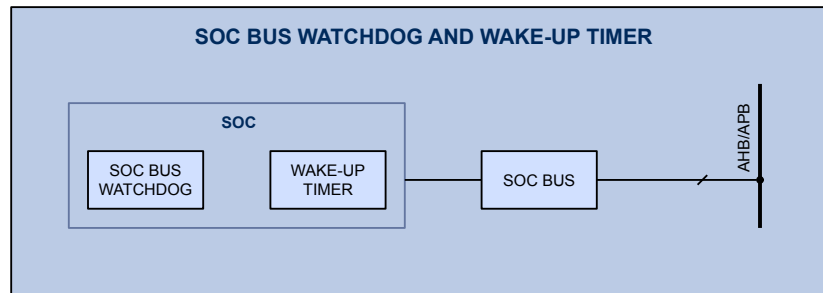 SOC BUS WATCHDOG AND WAKE-UP TIMER
SOC
SOC BUS
WATCHDOG
WAKE-UP
TIMER
SOC BUS
AHB/APB